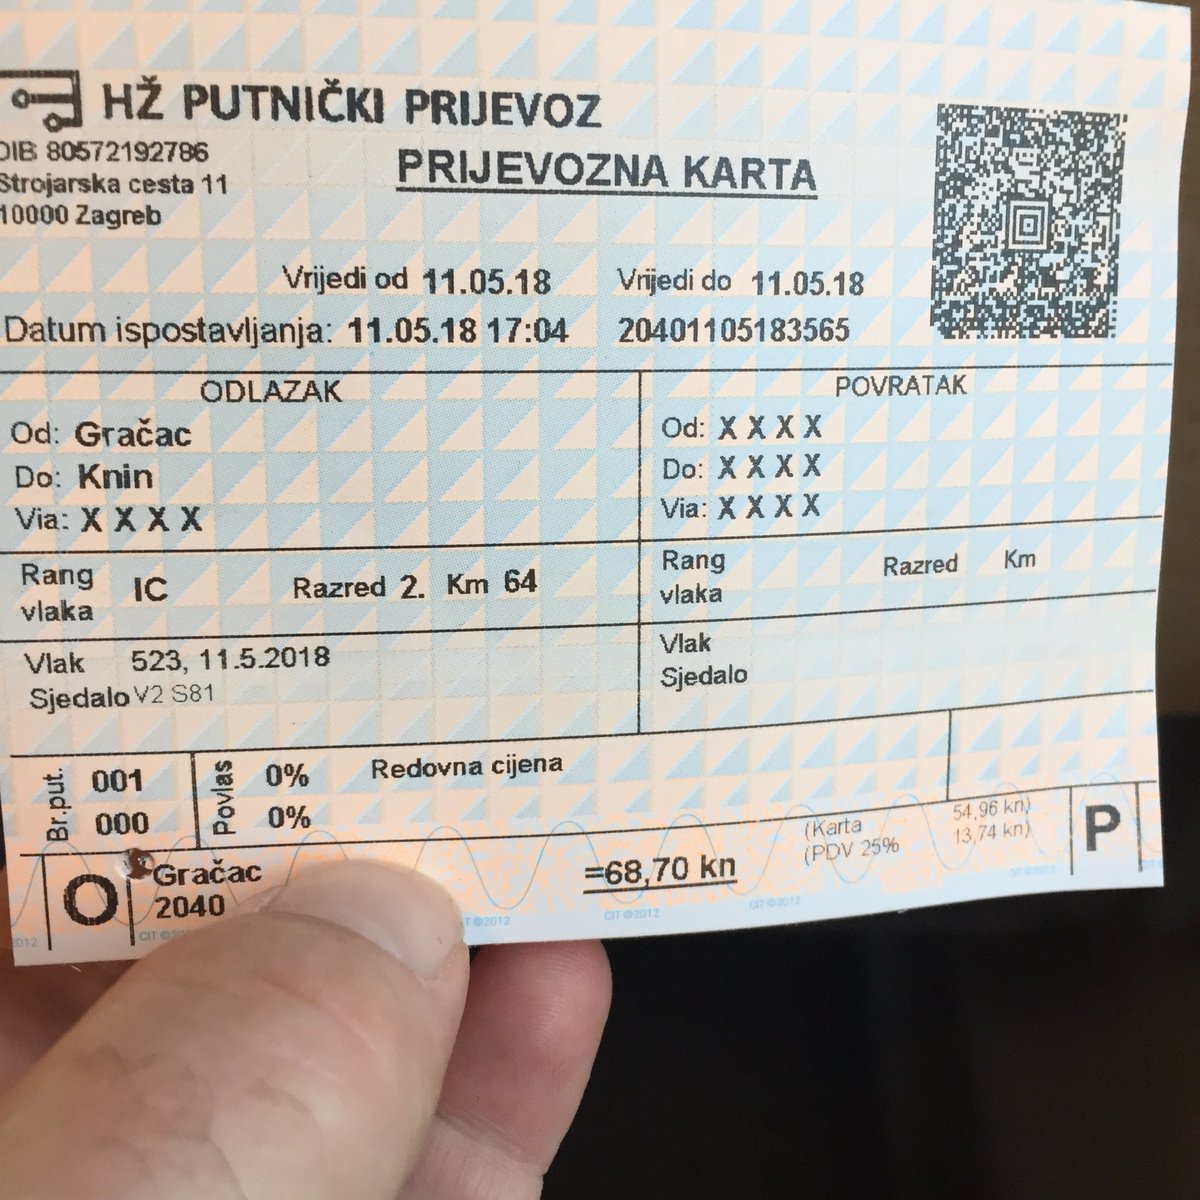 HŽ PUTNIČKI PRIJEVOZ
OIB 80572192786
Strojarska cesta 11
10000 Zagreb
PRIJEVOZNA KARTA
Vrijedi od 11.05.18 Vrijedi do 11.05.18
Datum ispostavljanja: 11.05.18 17:04 20401105183565
ODLAZAK
Od: Gračac
Do: Knin
Via: X X X X
Rang vlaka IC Razred 2. Km 64
Vlak 523, 11.5.2018
Sjedalo V2 S81
POVRATAK
Od: X X X X
Do: X X X X
Via: X X X X
Rang vlaka Razred Km
Vlak
Sjedalo
Br.put. 001
000
Povlas 0% Redovna cijena
0%
O Gračac
2040
=68,70 kn
(Karta 54,96 kn)
(PDV 25% 13,74 kn)
P
CIT ©2012
CIT ©2012